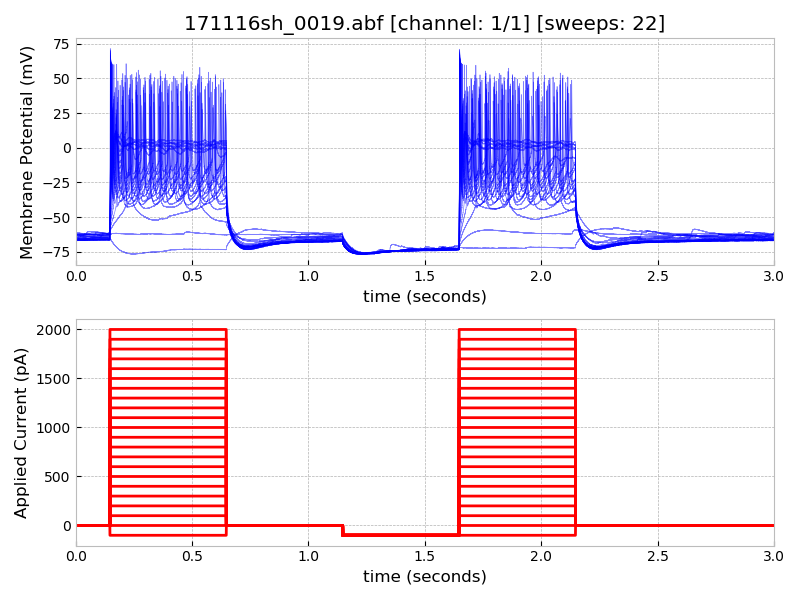 171116sh_0019.abf [channel: 1/1] [sweeps: 22]
Membrane Potential (mV)
75
50
25
0
−25
−50
−75
0.0 0.5 1.0 1.5 2.0 2.5 3.0
time (seconds)
Applied Current (pA)
2000
1500
1000
500
0
0.0 0.5 1.0 1.5 2.0 2.5 3.0
time (seconds)